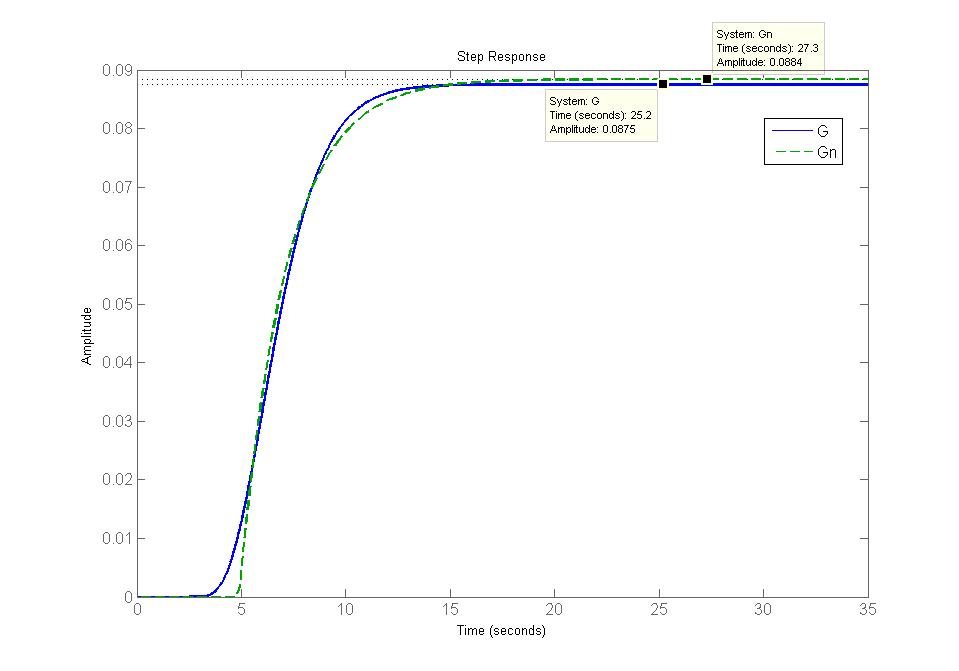 System: Gn
Time (seconds): 27.3
Amplitude: 0.0884
Step Response
0.09
0.08
0.07
0.06
0.05
0.04
0.03
0.02
0.01
0
Amplitude
System: G
Time (seconds): 25.2
Amplitude: 0.0875
G
Gn
0 5 10 15 20 25 30 35
Time (seconds)